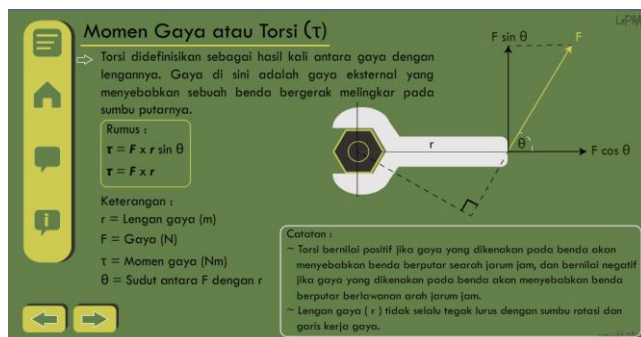 Momen Gaya atau Torsi (τ)
Torsi didefinisikan sebagai hasil kali antara gaya dengan
lengannya. Gaya di sini adalah gaya eksternal yang
menyebabkan sebuah benda bergerak melingkar pada
sumbu putarnya.
Rumus :
τ = F x r sin θ
τ = F x r
Keterangan :
r = Lengan gaya (m)
F = Gaya (N)
τ = Momen gaya (Nm)
θ = Sudut antara F dengan r
F sin θ
F
r
θ
F cos θ
Catatan :
~ Torsi bernilai positif jika gaya yang dikenakan pada benda akan
menyebabkan benda berputar searah jarum jam, dan bernilai negatif
jika gaya yang dikenakan pada benda akan menyebabkan benda
berputar berlawanan arah jarum jam.
~ Lengan gaya ( r ) tidak selalu tegak lurus dengan sumbu rotasi dan
garis kerja gaya.